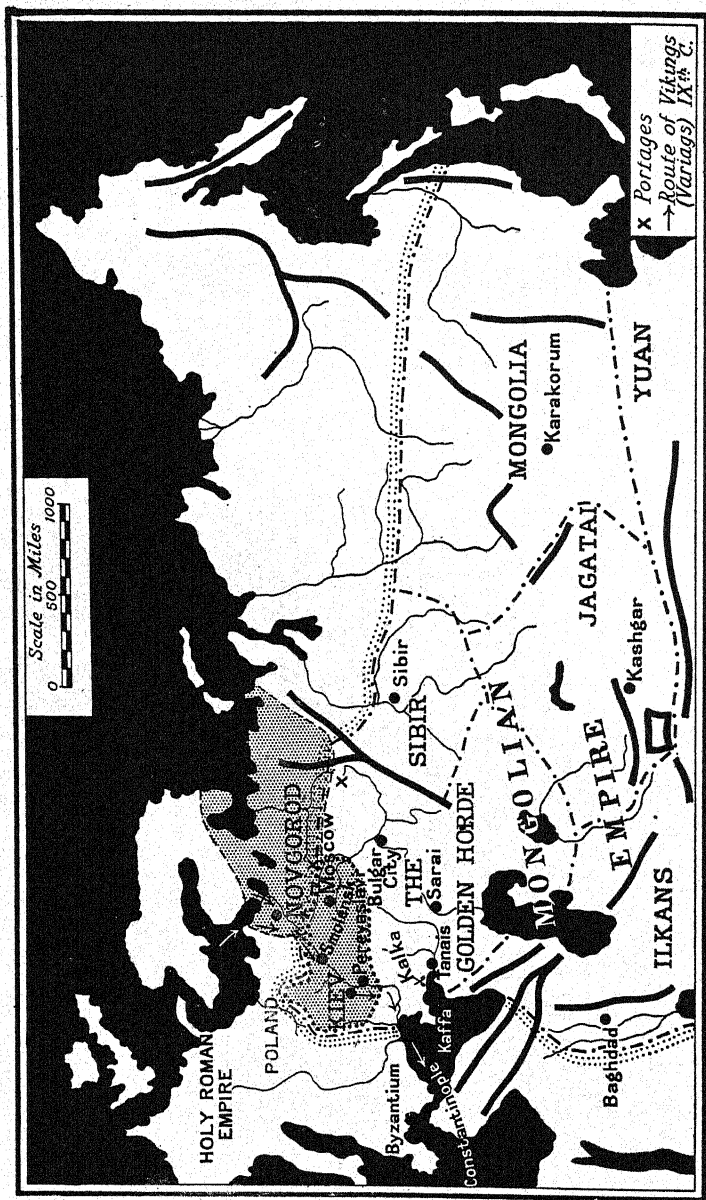 Scale in Miles
0 500 1000
x Portages
→Route of Vikings
(Variags) IXth C.
HOLY ROMAN
EMPIRE
POLAND
NOVGOROD
Moscow
KIEV
Pereyaslavl
Bulgar
City
SIBIR
Sibir
THE
GOLDEN HORDE
Sarai
Kalka
Tanais
Kaffa
Byzantium
Constantinople
MONGOLIAN
EMPIRE
MONGOLIA
Karakorum
JAGATAI
Kashgar
YUAN
ILKANS
Baghdad